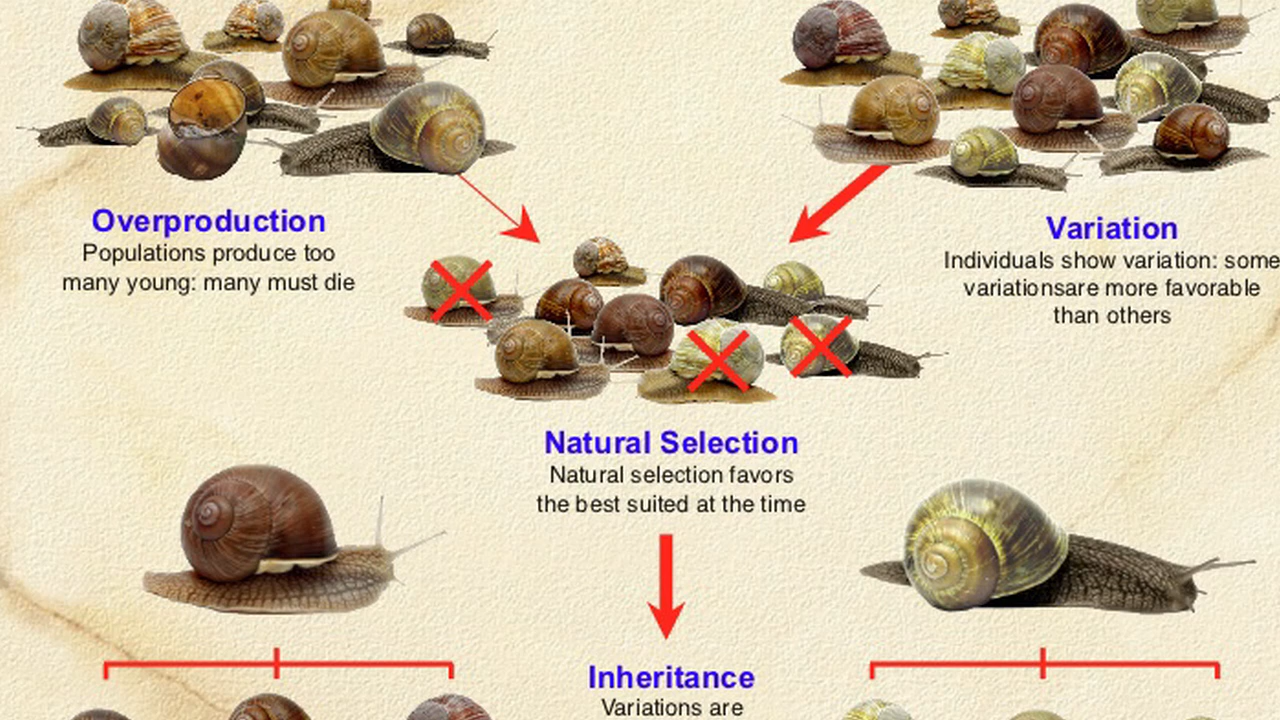 Overproduction
Populations produce too
many young: many must die
Variation
Individuals show variation: some
variationsare more favorable
than others
Natural Selection
Natural selection favors
the best suited at the time
Inheritance
Variations are